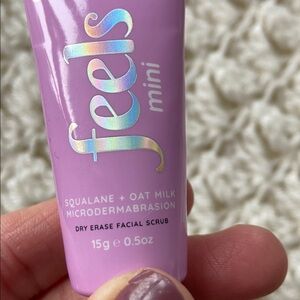 feels
mini
SQUALANE + OAT MILK
MICRODERMABRASION
DRY ERASE FACIAL SCRUB
15g e 0.5oz